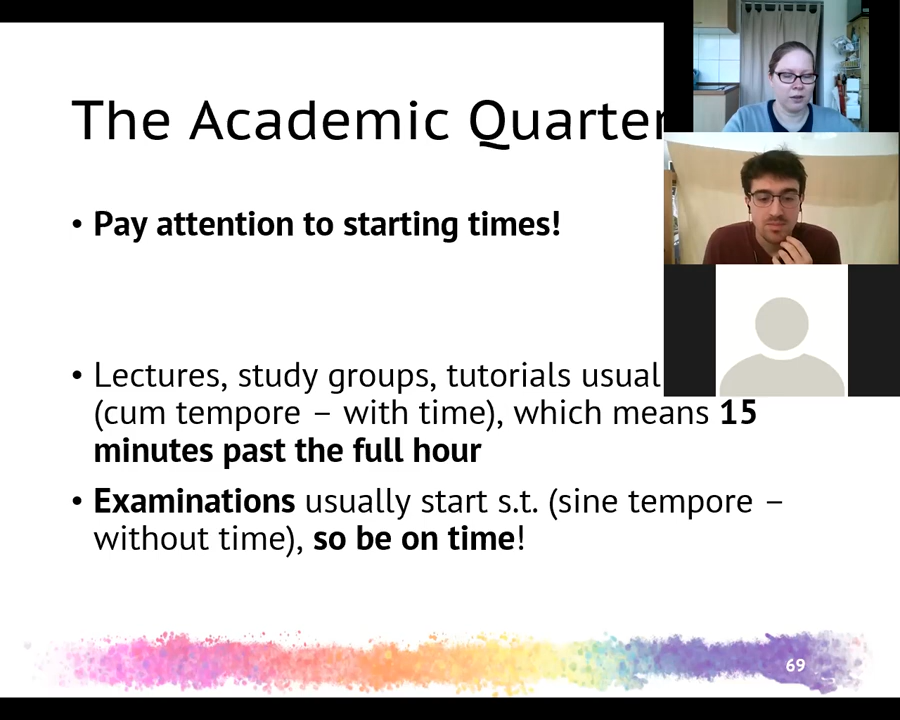 The Academic Quarter
• Pay attention to starting times!
• Lectures, study groups, tutorials usual
(cum tempore – with time), which means 15
minutes past the full hour
• Examinations usually start s.t. (sine tempore –
without time), so be on time!
69